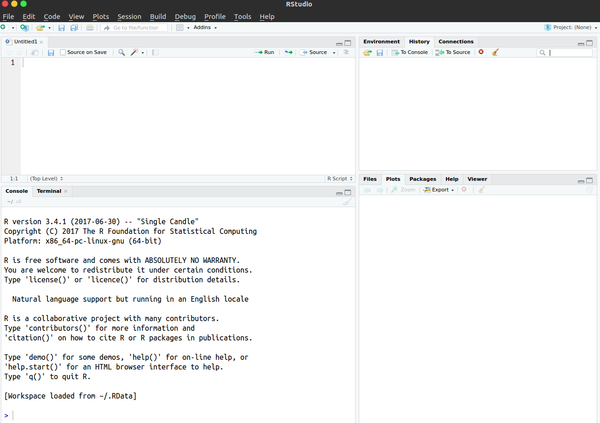 RStudio
File Edit Code View Plots Session Build Debug Profile Tools Help
Go to file/function
Addins
Project: (None)
Untitled1
Source on Save
Run
Source
1
1:1
(Top Level)
R Script
Environment History Connections
To Console
To Source
Files Plots Packages Help Viewer
Zoom
Export
Console Terminal
~/
R version 3.4.1 (2017-06-30) -- "Single Candle"
Copyright (C) 2017 The R Foundation for Statistical Computing
Platform: x86_64-pc-linux-gnu (64-bit)
R is free software and comes with ABSOLUTELY NO WARRANTY.
You are welcome to redistribute it under certain conditions.
Type 'license()' or 'licence()' for distribution details.
Natural language support but running in an English locale
R is a collaborative project with many contributors.
Type 'contributors()' for more information and
'citation()' on how to cite R or R packages in publications.
Type 'demo()' for some demos, 'help()' for on-line help, or
'help.start()' for an HTML browser interface to help.
Type 'q()' to quit R.
[Workspace loaded from ~/.RData]
>